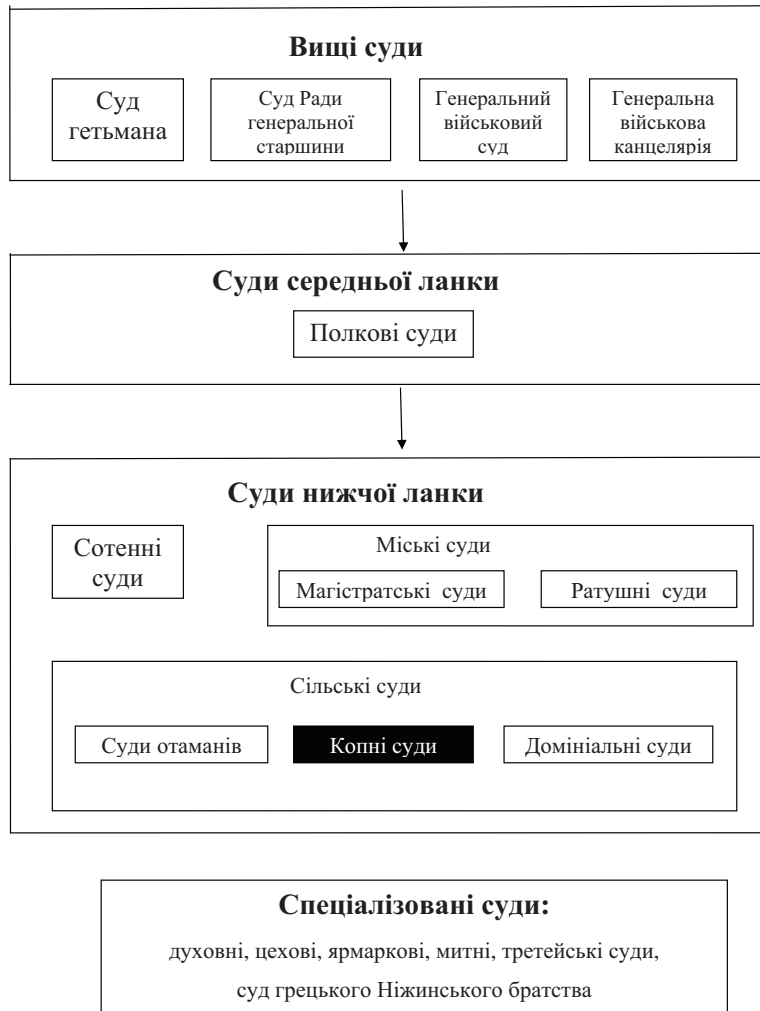 Вищі суди
Суд
гетьмана
Суд Ради
генеральної
старшини
Генеральний
військовий
суд
Генеральна
військова
канцелярія
Суди середньої ланки
Полкові суди
Суди нижчої ланки
Сотенні
суди
Міські суди
Магістратські суди
Ратушні суди
Сільські суди
Суди отаманів
Копні суди
Домініальні суди
Спеціалізовані суди:
духовні, цехові, ярмаркові, митні, третейські суди,
суд грецького Ніжинського братства